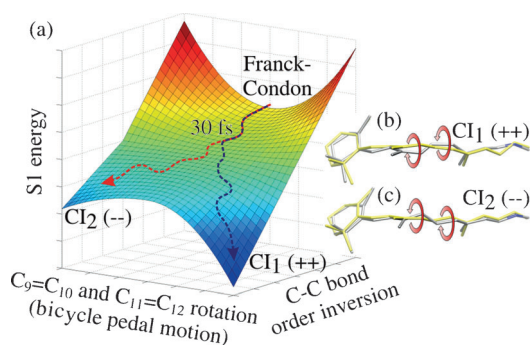 (a)
Franck-
Condon
30 fs
S1 energy
CI2 (--)
CI1 (++)
C9=C10 and C11=C12 rotation
(bicycle pedal motion)
C-C bond
order inversion
(b)
CI1 (++)
(c)
CI2 (--)